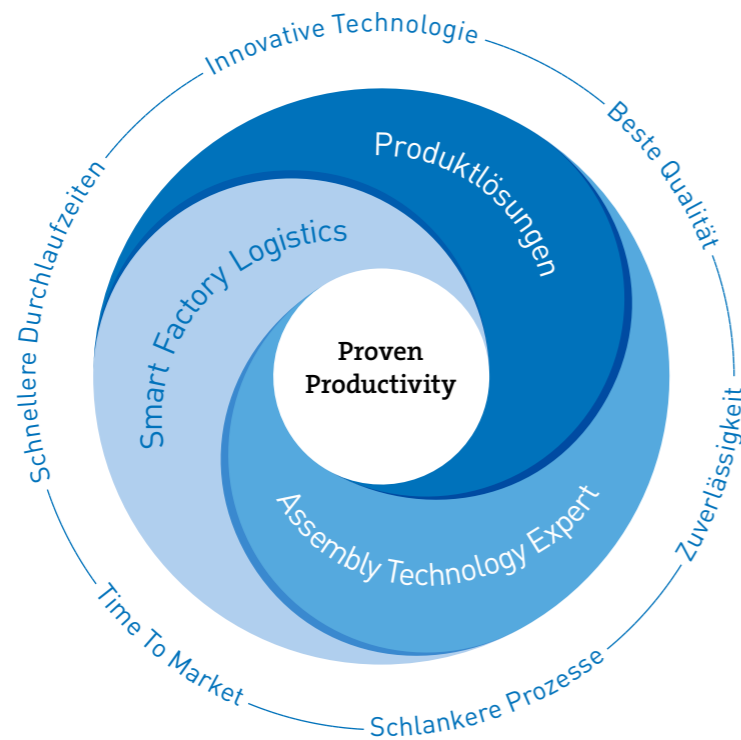 Innovative Technologie
Beste Qualität
Zuverlässigkeit
Schlankere Prozesse
Time To Market
Schnellere Durchlaufzeiten
Produktlösungen
Smart Factory Logistics
Assembly Technology Expert
Proven
Productivity